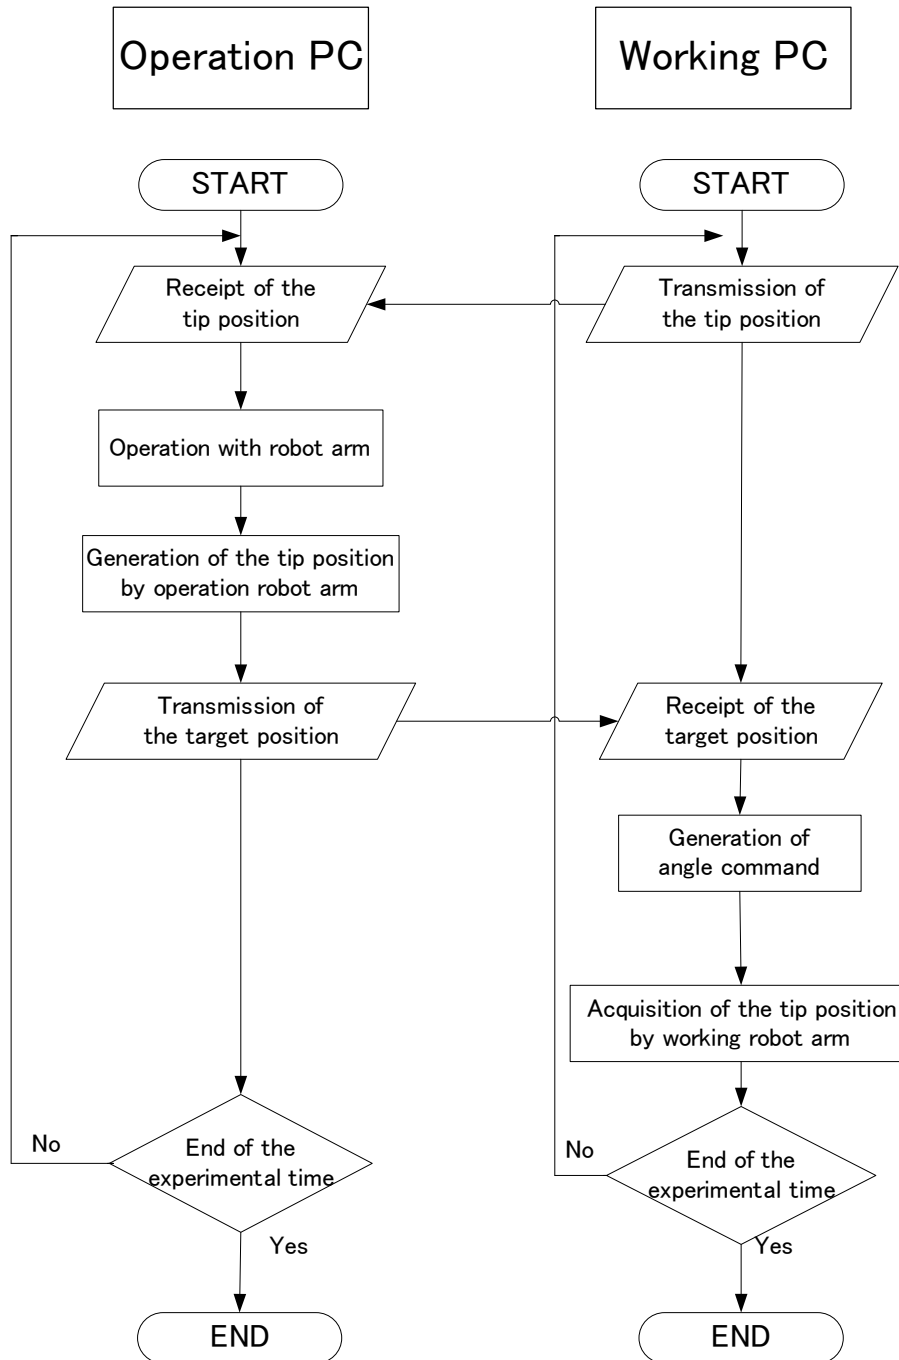 Operation PC
Working PC
START
START
Receipt of the
tip position
Transmission of
the tip position
Operation with robot arm
Generation of the tip position
by operation robot arm
Transmission of
the target position
Receipt of the
target position
Generation of
angle command
Acquisition of the tip position
by working robot arm
No
End of the
experimental time
Yes
No
End of the
experimental time
Yes
END
END